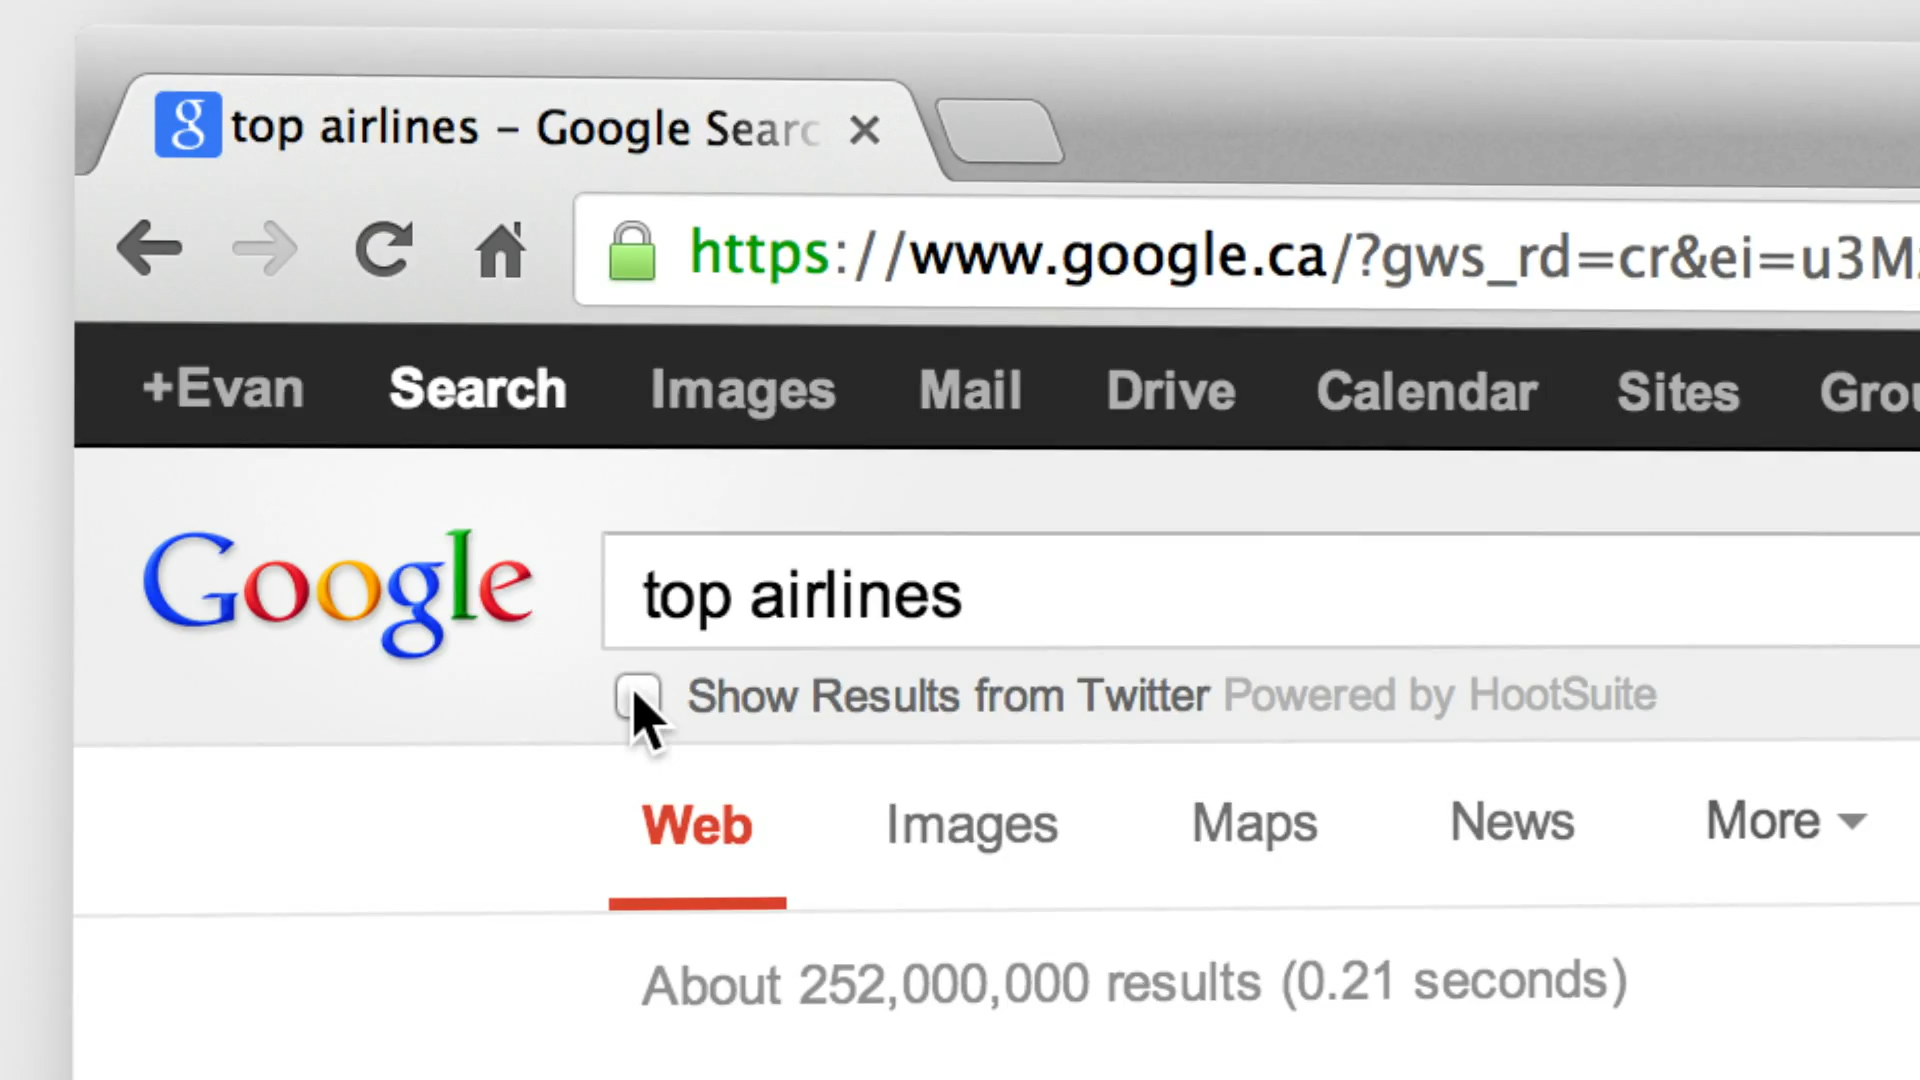 top airlines – Google Searc
https://www.google.ca/?gws_rd=cr&ei=u3M
+Evan Search Images Mail Drive Calendar Sites Grou
Google top airlines
Show Results from Twitter Powered by HootSuite
Web Images Maps News More
About 252,000,000 results (0.21 seconds)